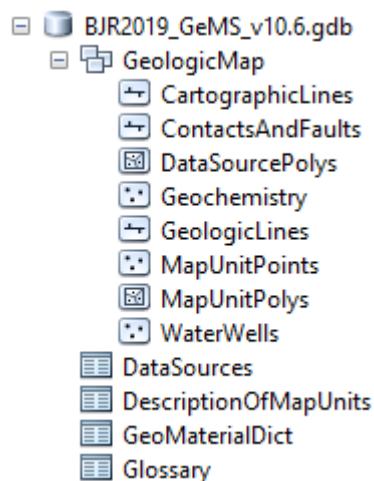 BJR2019_GeMS_v10.6.gdb
GeologicMap
CartographicLines
ContactsAndFaults
DataSourcePolys
Geochemistry
GeologicLines
MapUnitPoints
MapUnitPolys
WaterWells
DataSources
DescriptionOfMapUnits
GeoMaterialDict
Glossary